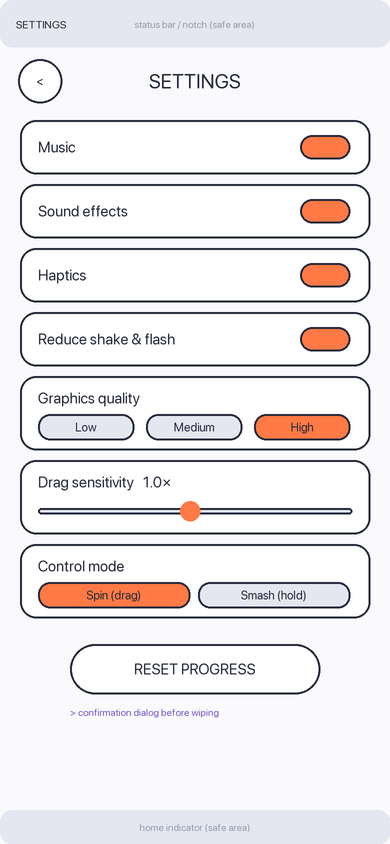 SETTINGS
status bar / notch (safe area)
<
SETTINGS
Music
Sound effects
Haptics
Reduce shake & flash
Graphics quality
Low Medium High
Drag sensitivity 1.0×
Control mode
Spin (drag) Smash (hold)
RESET PROGRESS
> confirmation dialog before wiping
home indicator (safe area)